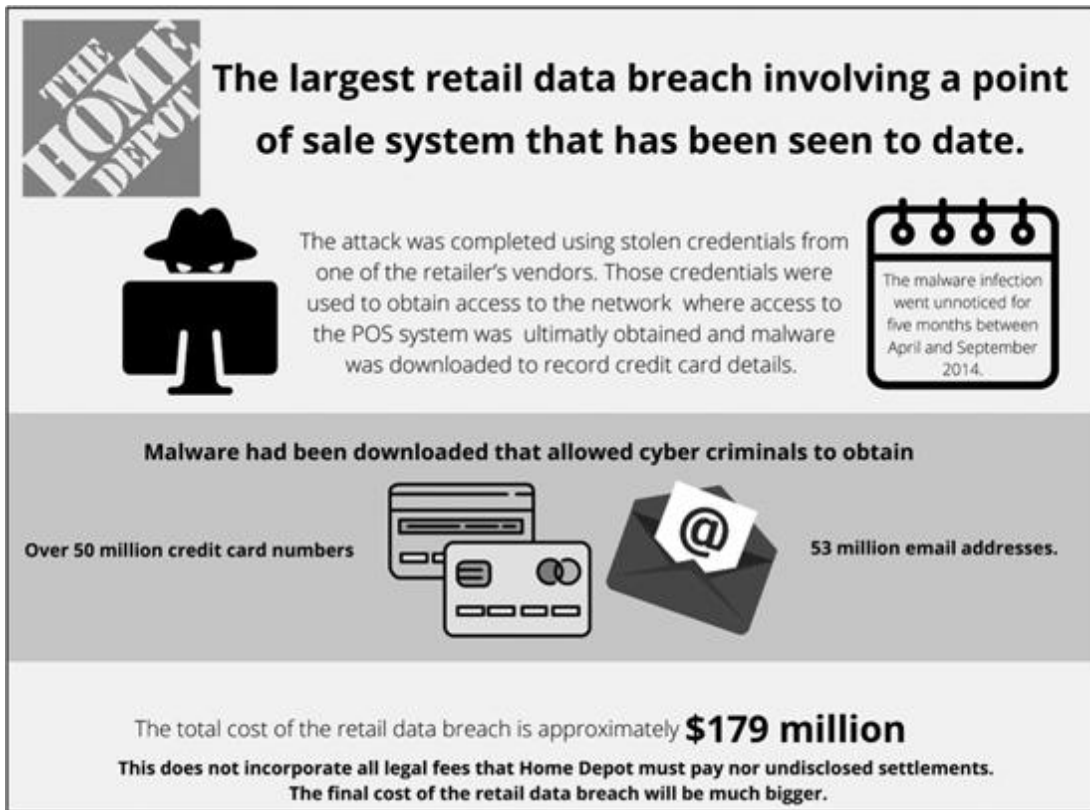 THE
HOME
DEPOT
The largest retail data breach involving a point
of sale system that has been seen to date.
The attack was completed using stolen credentials from
one of the retailer's vendors. Those credentials were
used to obtain access to the network where access to
the POS system was ultimatly obtained and malware
was downloaded to record credit card details.
The malware infection
went unnoticed for
five months between
April and September
2014.
Malware had been downloaded that allowed cyber criminals to obtain
Over 50 million credit card numbers
@
53 million email addresses.
The total cost of the retail data breach is approximately $179 million
This does not incorporate all legal fees that Home Depot must pay nor undisclosed settlements.
The final cost of the retail data breach will be much bigger.